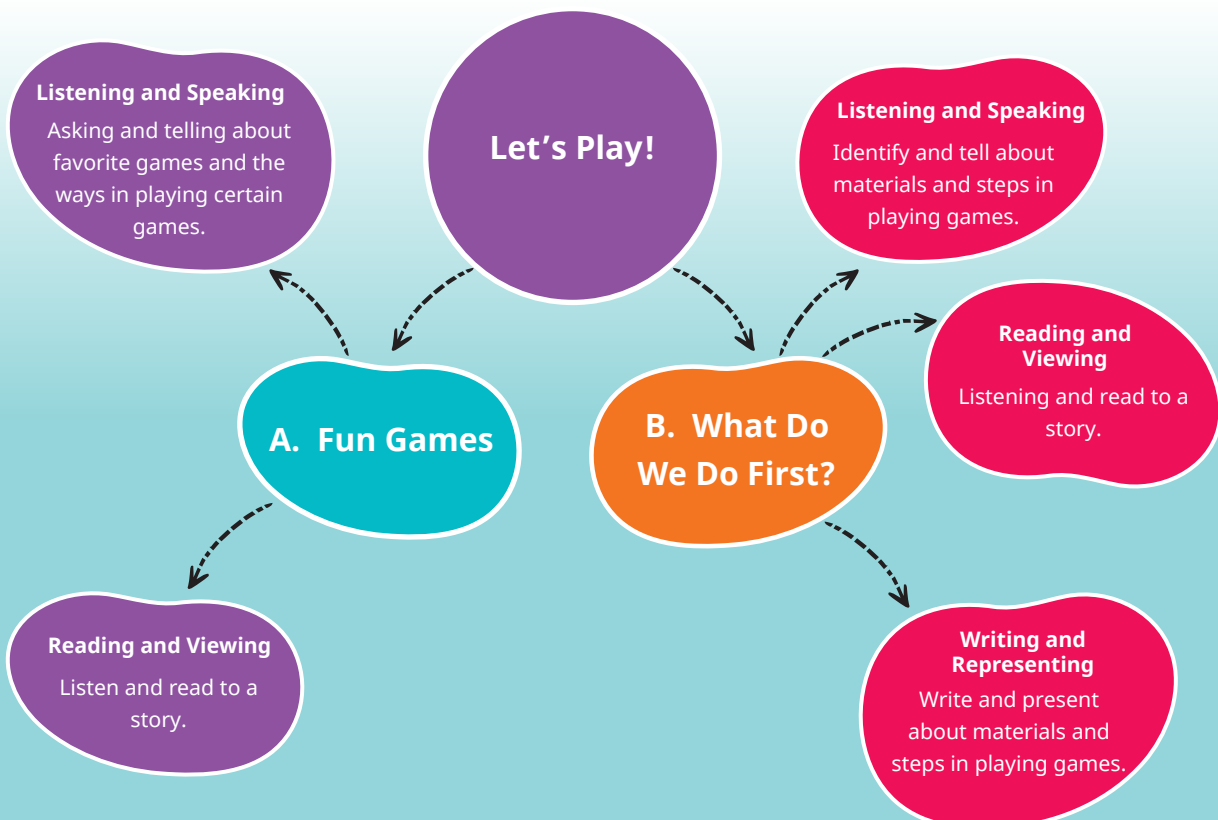 Let's Play!
Listening and Speaking
Asking and telling about
favorite games and the
ways in playing certain
games.
A. Fun Games
Reading and Viewing
Listen and read to a
story.
Listening and Speaking
Identify and tell about
materials and steps in
playing games.
B. What Do
We Do First?
Reading and
Viewing
Listening and read to a
story.
Writing and
Representing
Write and present
about materials and
steps in playing games.